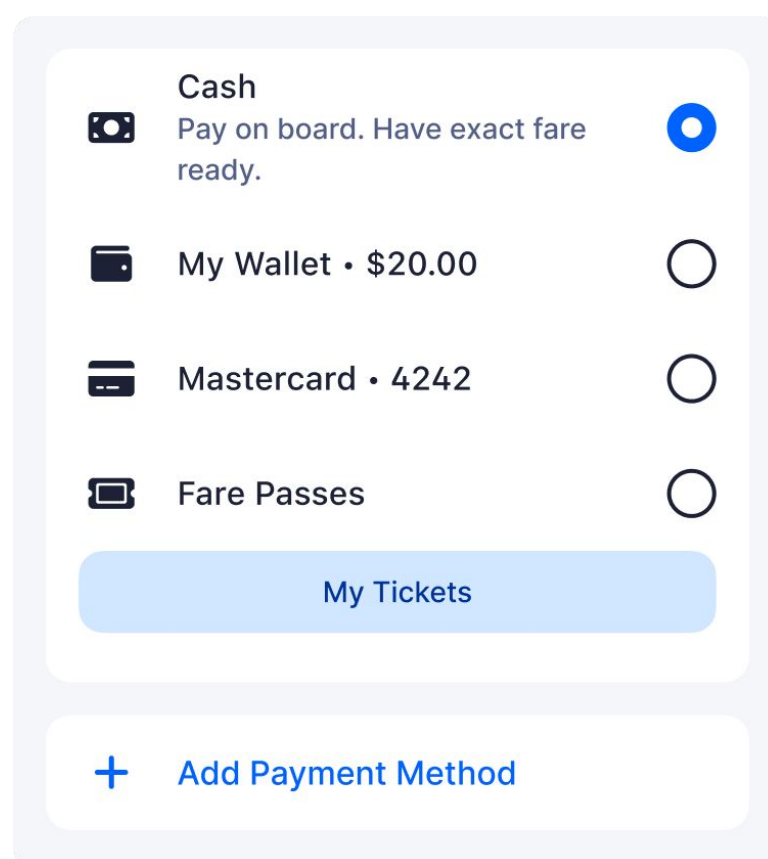 Cash
Pay on board. Have exact fare
ready.
My Wallet • $20.00
Mastercard • 4242
Fare Passes
My Tickets
Add Payment Method